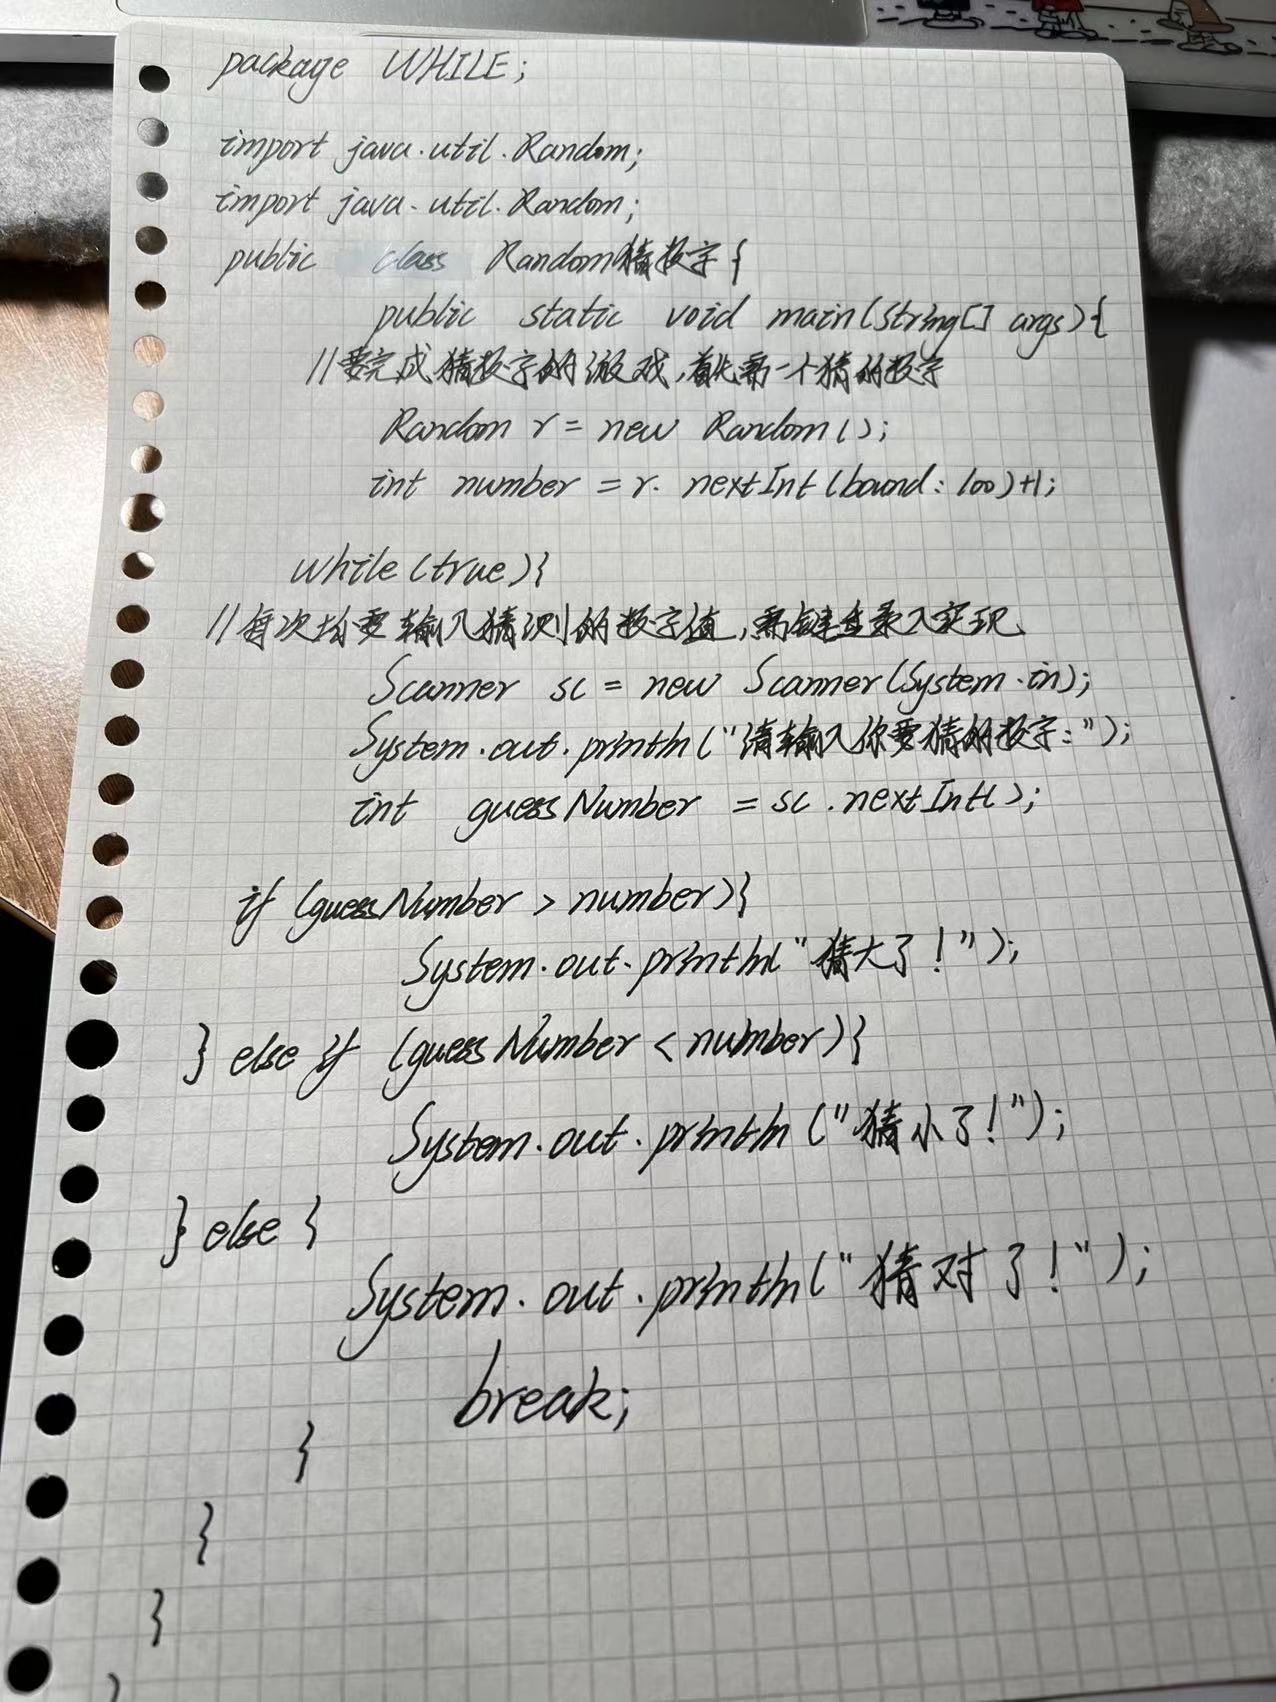 package WHILE;
import java.util.Random;
import java.util.Random;
public class Random猜数字{
public static void main(String[] args){
//要完成猜数字的游戏,首先需一个猜的数字
Random r = new Random();
int number = r. nextInt(bound: 100)+1;
while(true){
//每次均要输入猜测的数字值,需键盘录入实现
Scanner sc = new Scanner(System.in);
System.out.println("请输入你要猜的数字:");
int guessNumber = sc.nextInt();
if (guessNumber > number){
System.out.println("猜大了!");
} else if (guessNumber < number){
System.out.println("猜小了!");
} else {
System.out.println("猜对了!");
break;
}
}
}
}